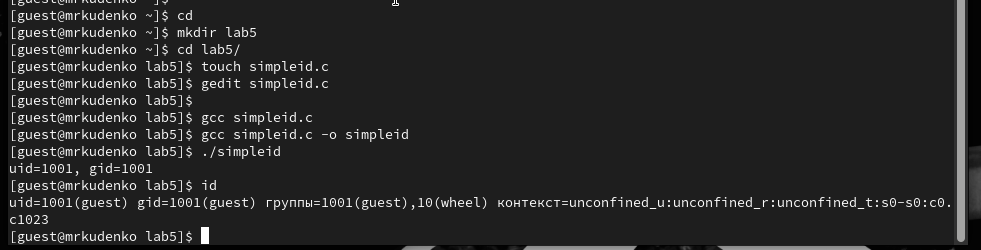 [guest@mrkudenko ~]$
[guest@mrkudenko ~]$ cd
[guest@mrkudenko ~]$ mkdir lab5
[guest@mrkudenko ~]$ cd lab5/
[guest@mrkudenko lab5]$ touch simpleid.c
[guest@mrkudenko lab5]$ gedit simpleid.c
[guest@mrkudenko lab5]$
[guest@mrkudenko lab5]$ gcc simpleid.c
[guest@mrkudenko lab5]$ gcc simpleid.c -o simpleid
[guest@mrkudenko lab5]$ ./simpleid
uid=1001, gid=1001
[guest@mrkudenko lab5]$ id
uid=1001(guest) gid=1001(guest) группы=1001(guest),10(wheel) контекст=unconfined_u:unconfined_r:unconfined_t:s0-s0:c0.
c1023
[guest@mrkudenko lab5]$